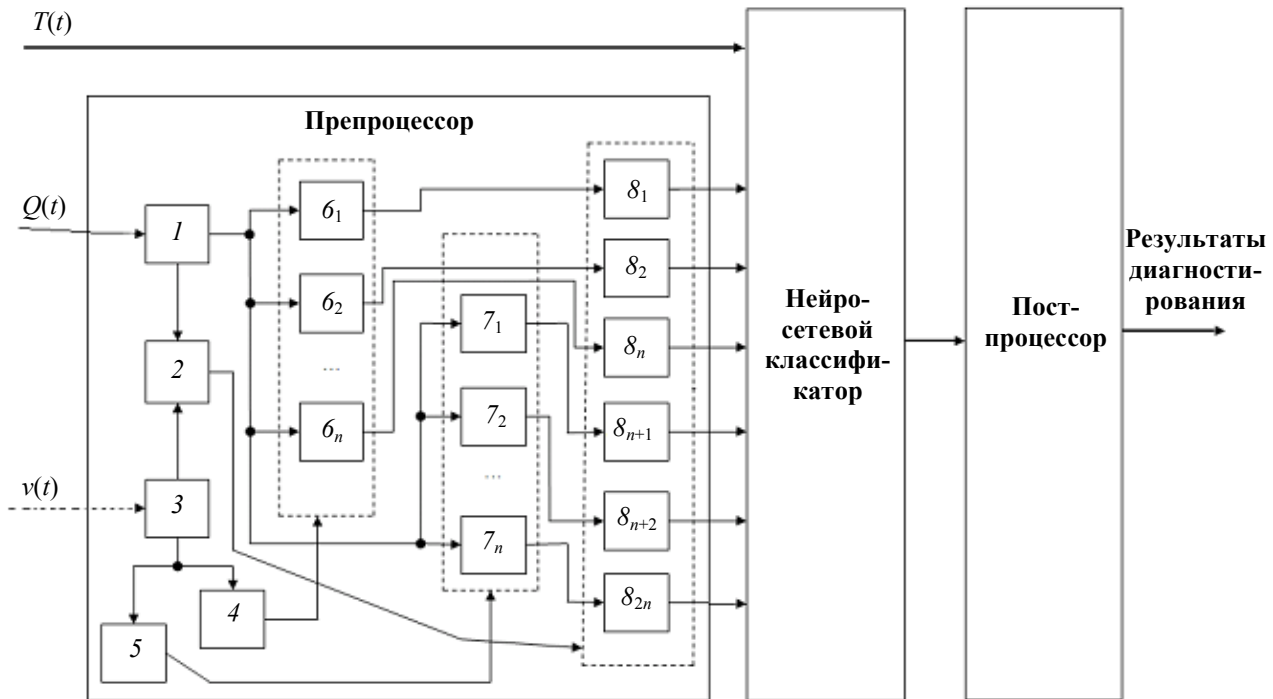 T(t)
Препроцессор
Q(t)
1
6₁
8₁
6₂
8₂
7₁
8ₙ
2
...
6ₙ
7₂
8ₙ₊₁
v(t)
3
...
7ₙ
8ₙ₊₂
4
5
8₂ₙ
Нейро-
сетевой
классифи-
катор
Пост-
процессор
Результаты
диагности-
рования